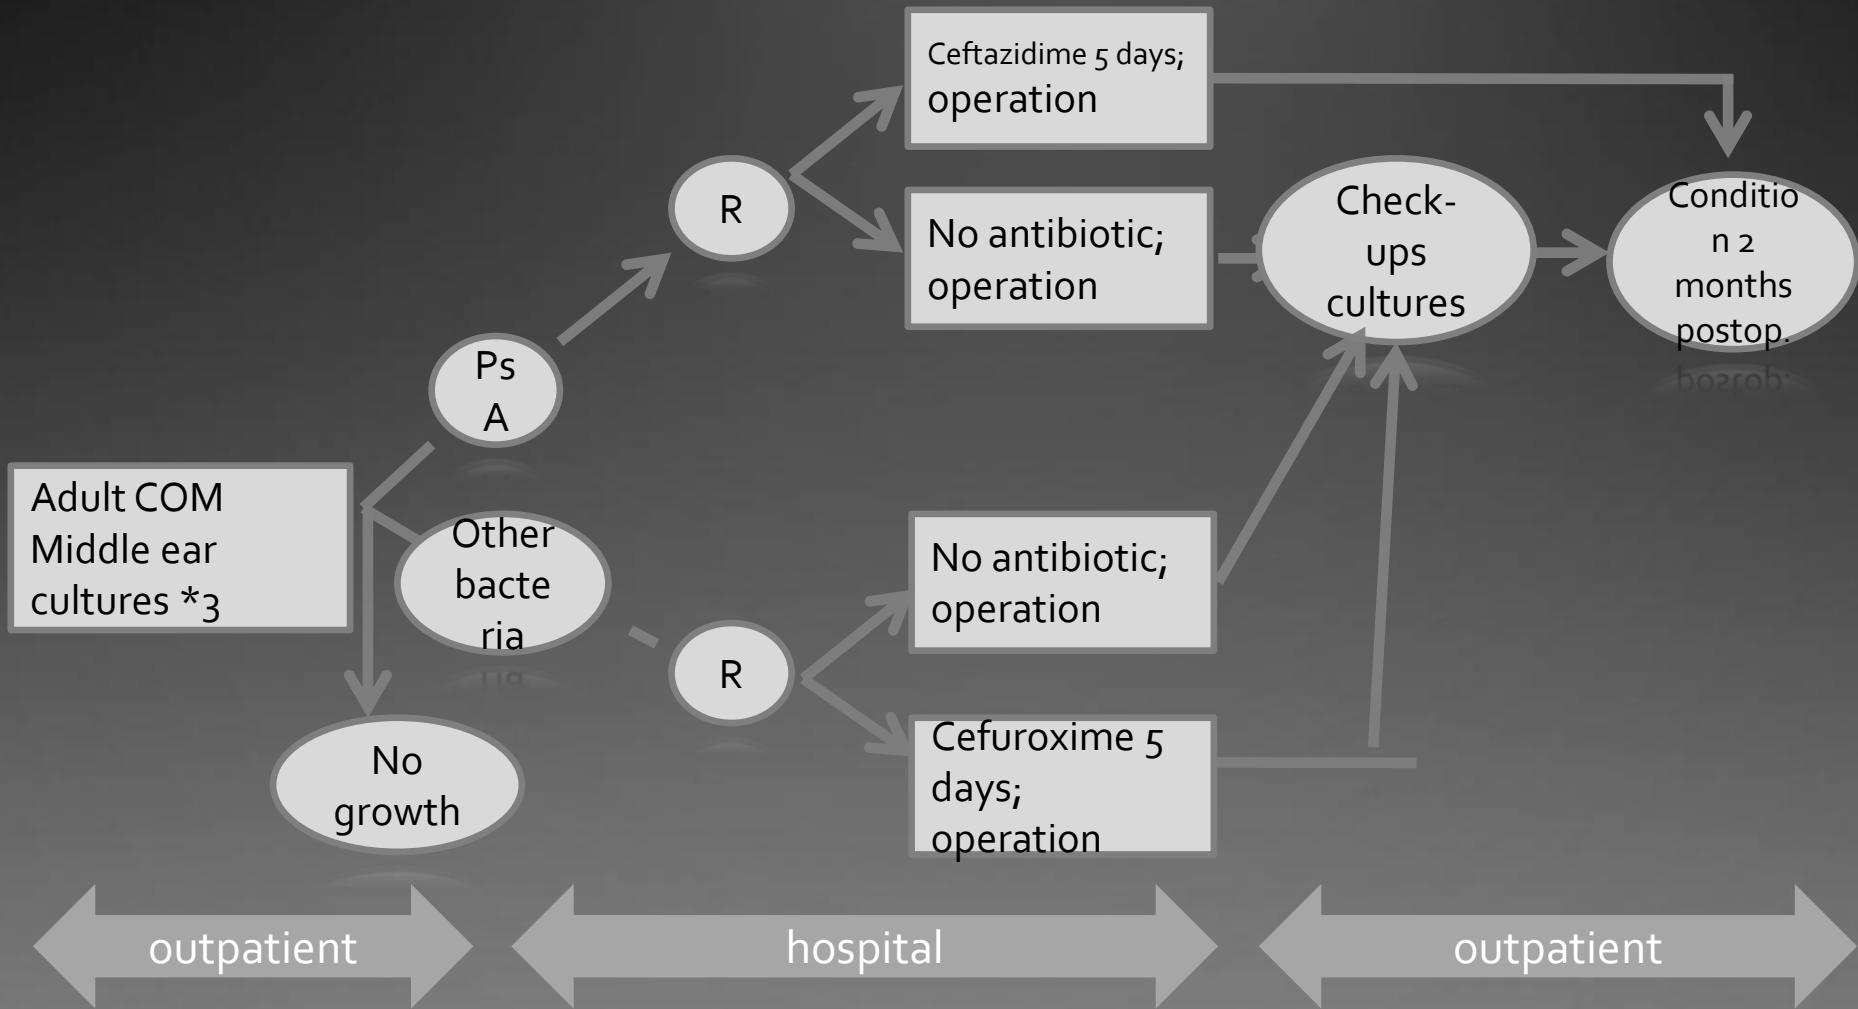 Ceftazidime 5 days;
operation
R
No antibiotic;
operation
Check-
ups
cultures
Conditio
n 2
months
postop.
Ps
A
Adult COM
Middle ear
cultures *3
Other
bacte
ria
No antibiotic;
operation
R
Cefuroxime 5
days;
operation
No
growth
outpatient
hospital
outpatient